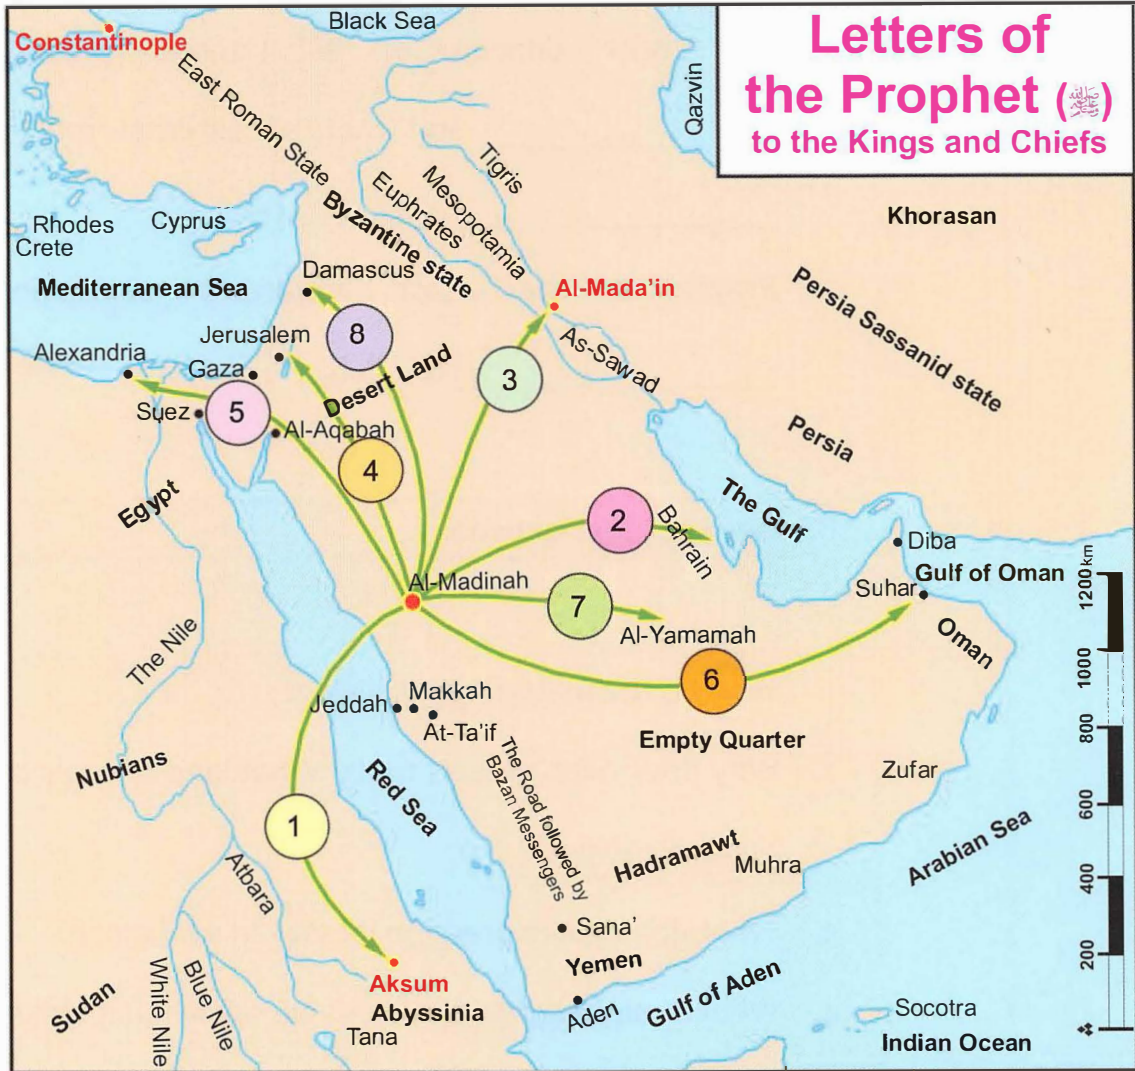 Letters of
the Prophet (ﷺ)
to the Kings and Chiefs
Black Sea
Constantinople
East Roman State
Qazvin
Tigris
Mesopotamia
Euphrates
Byzantine state
Khorasan
Rhodes
Cyprus
Crete
Mediterranean Sea
Damascus
Al-Mada'in
Persia Sassanid state
8
Jerusalem
As-Sawad
Alexandria
Gaza
Desert Land
3
Suez
5
Al-Aqabah
Persia
4
Egypt
The Gulf
2
Bahrain
Diba
Gulf of Oman
Al-Madinah
Suhar
7
Al-Yamamah
Oman
The Nile
6
Jeddah
Makkah
At-Ta'if
Empty Quarter
Nubians
Red Sea
The Road followed by
Bazan Messengers
Zufar
1
Hadramawt
Muhra
Arabian Sea
Atbara
Sana'
Yemen
Aksum
Abyssinia
Aden
Gulf of Aden
Sudan
White Nile
Blue Nile
Tana
Socotra
Indian Ocean
1200 km
1000
800
600
400
200